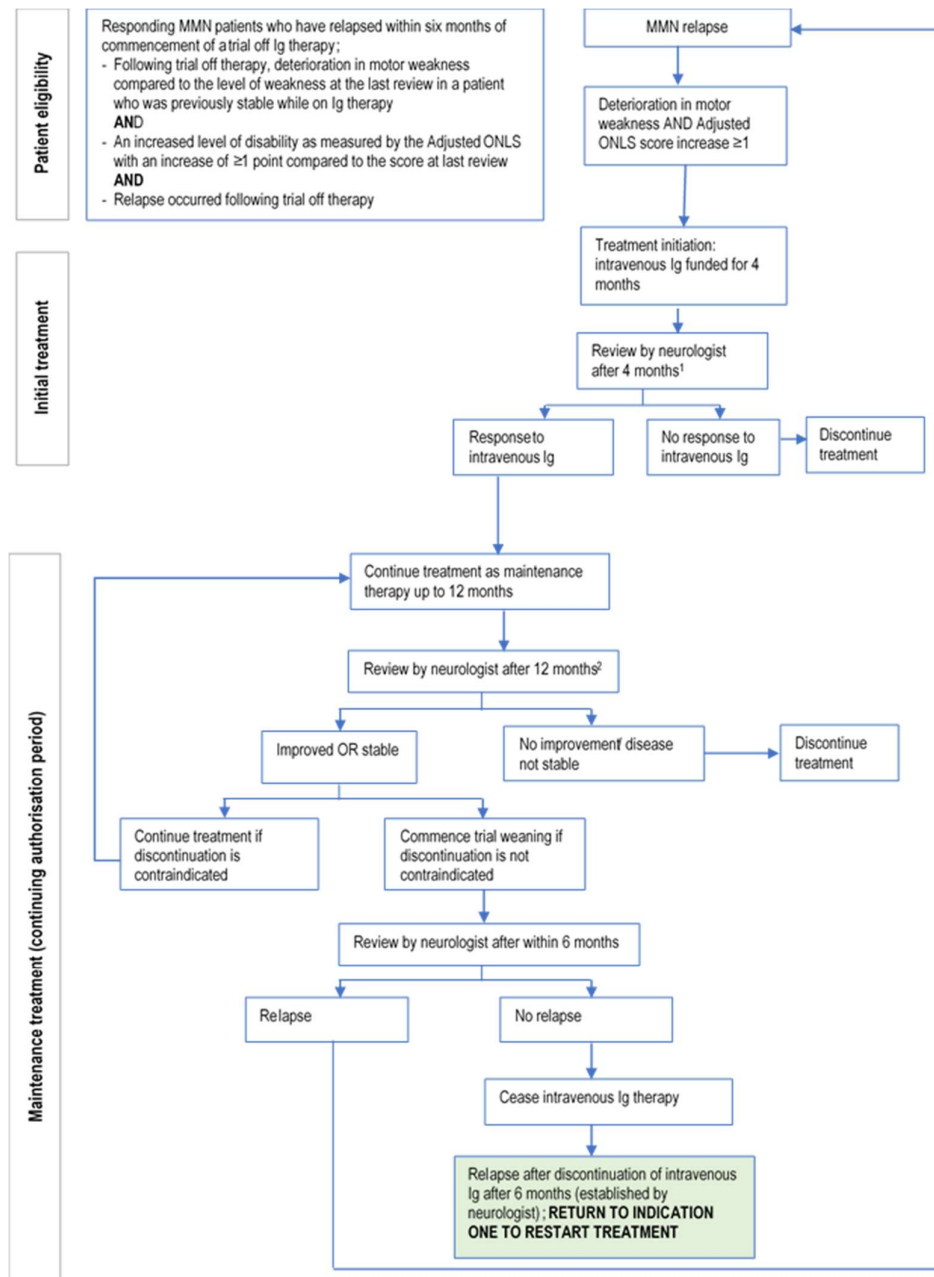 Patient eligibility
Responding MMN patients who have relapsed within six months of
commencement of a trial off Ig therapy;
- Following trial off therapy, deterioration in motor weakness
compared to the level of weakness at the last review in a patient
who was previously stable while on Ig therapy
AND
- An increased level of disability as measured by the Adjusted ONLS
with an increase of ≥1 point compared to the score at last review
AND
- Relapse occurred following trial off therapy
MMN relapse
Deterioration in motor
weakness AND Adjusted
ONLS score increase ≥1
Initial treatment
Treatment initiation:
intravenous Ig funded for 4
months
Review by neurologist
after 4 months¹
Response to
intravenous Ig
No response to
intravenous Ig
Discontinue
treatment
Maintenance treatment (continuing authorisation period)
Continue treatment as maintenance
therapy up to 12 months
Review by neurologist after 12 months²
Improved OR stable
No improvement/ disease
not stable
Discontinue
treatment
Continue treatment if
discontinuation is
contraindicated
Commence trial weaning if
discontinuation is not
contraindicated
Review by neurologist after within 6 months
Relapse
No relapse
Cease intravenous Ig therapy
Relapse after discontinuation of intravenous
Ig after 6 months (established by
neurologist); RETURN TO INDICATION
ONE TO RESTART TREATMENT